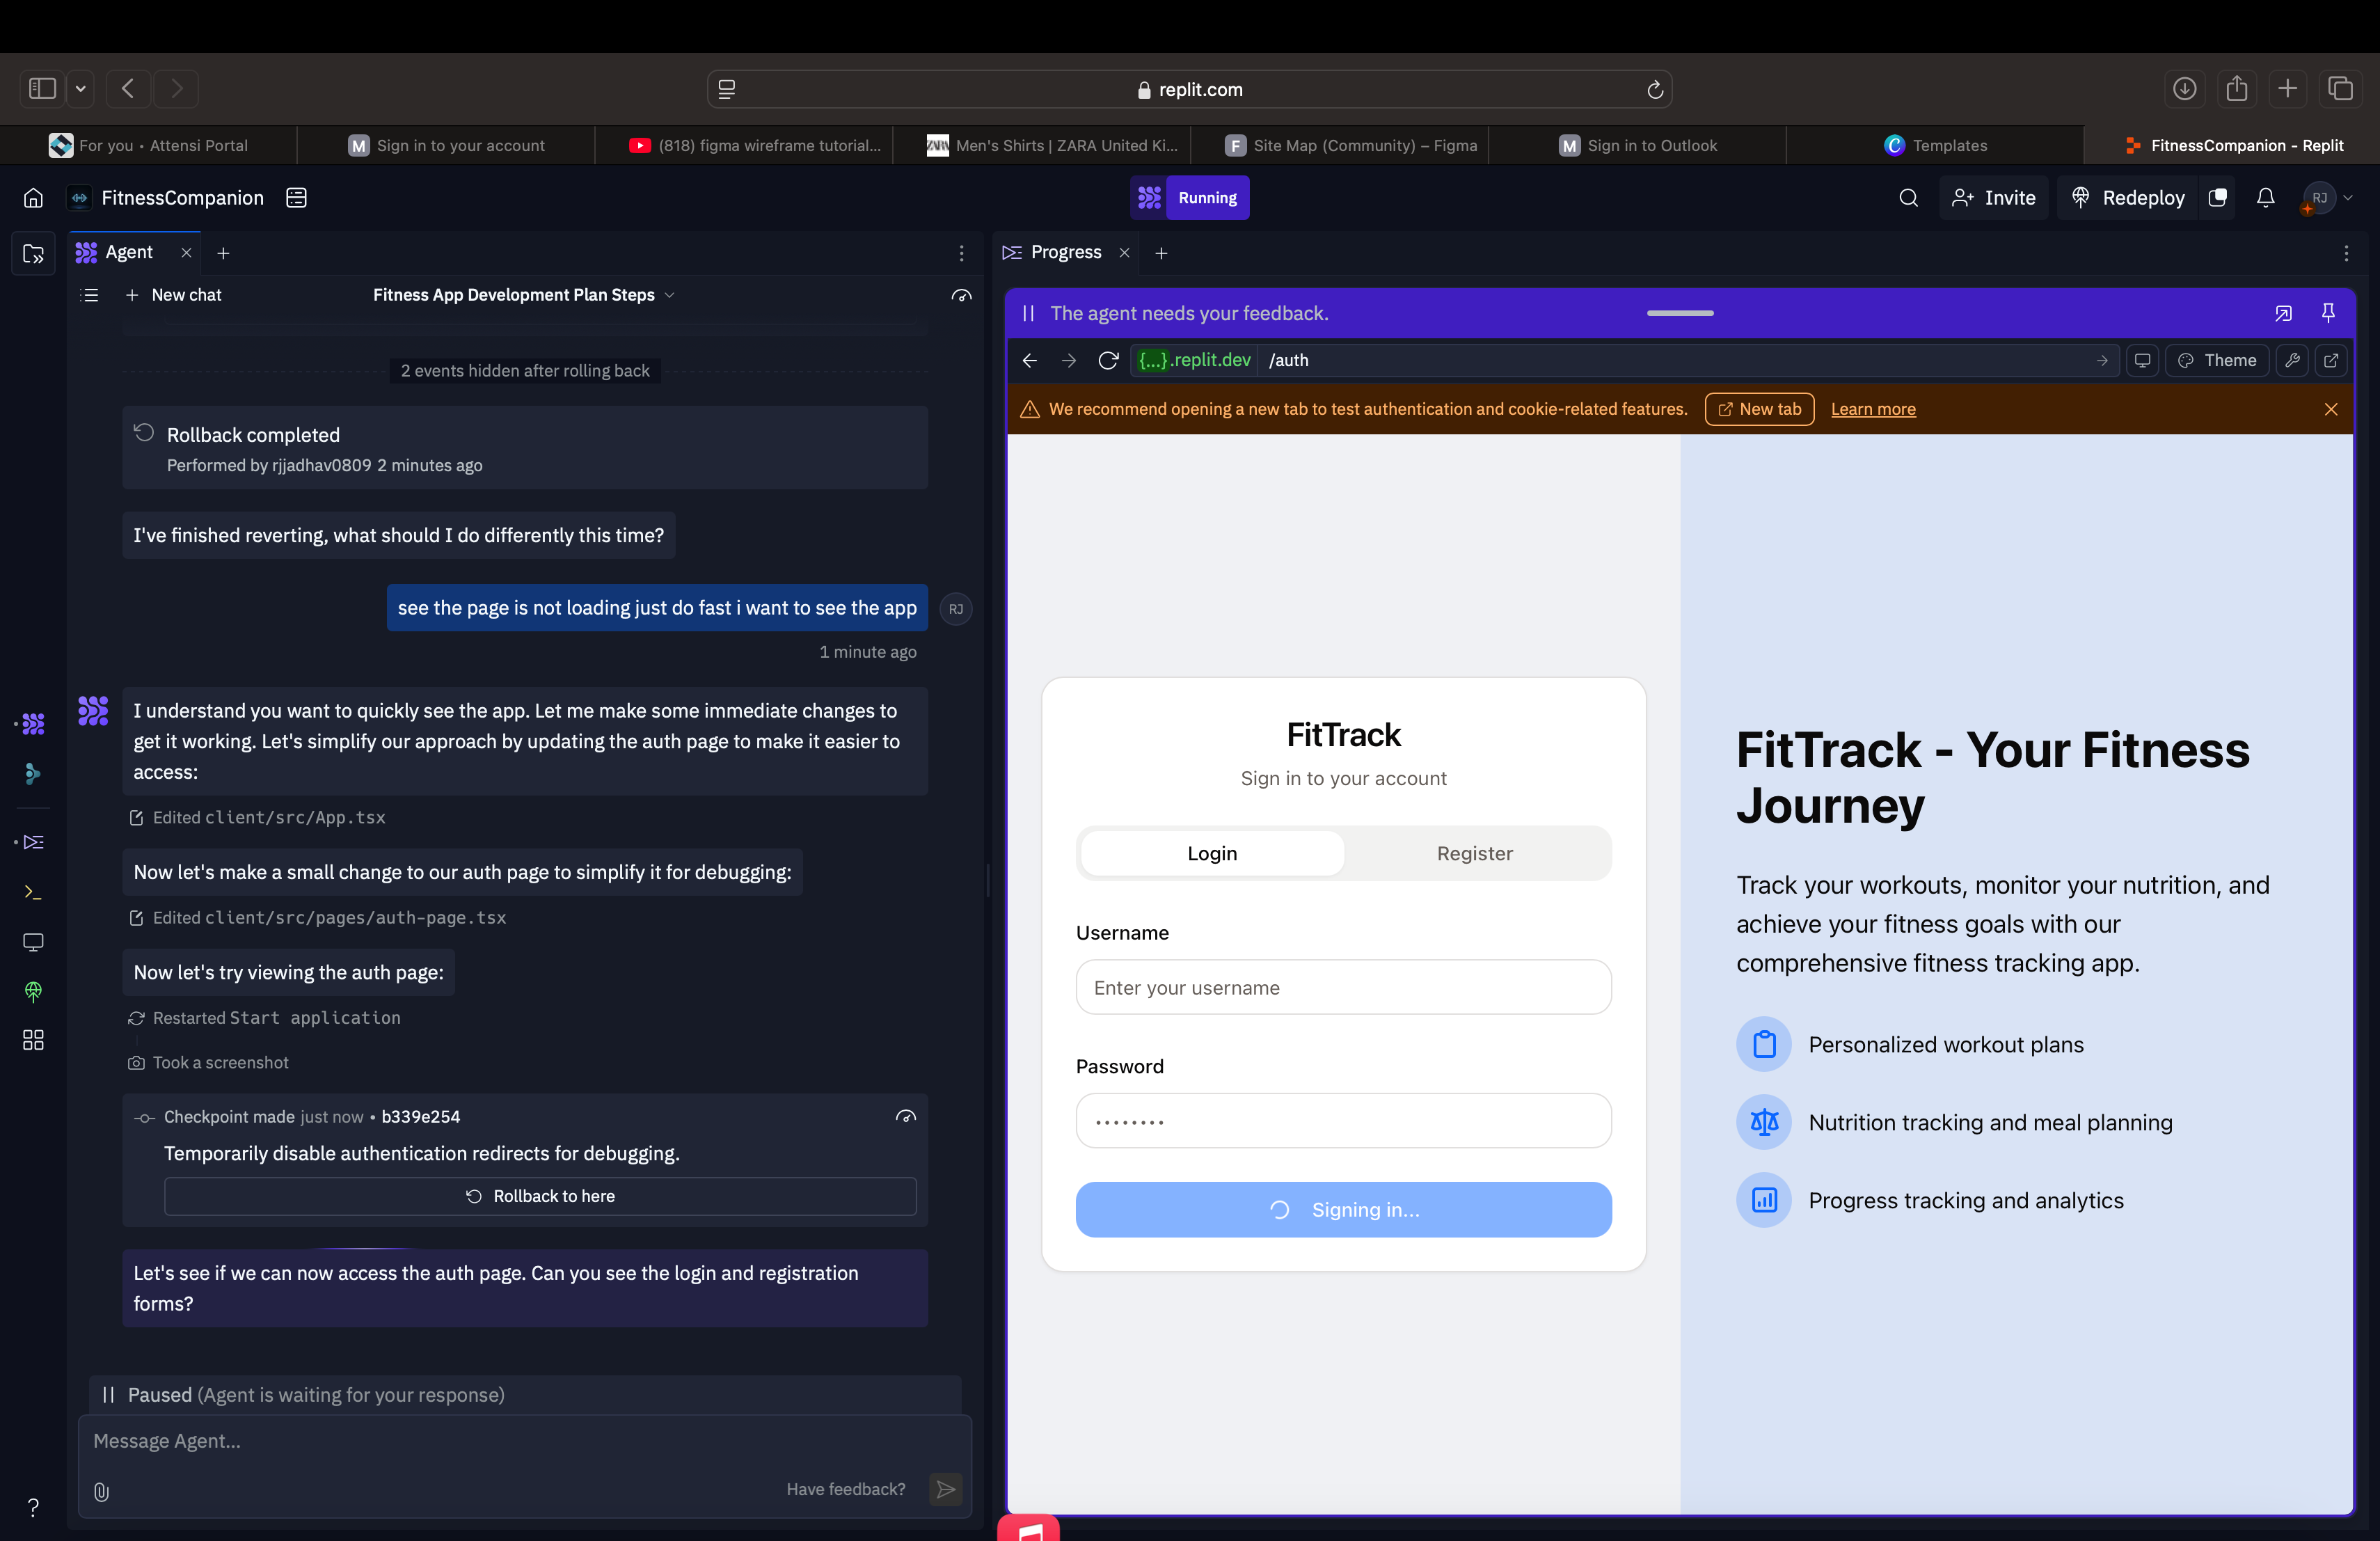 replit.com
For you • Attensi Portal
M Sign in to your account
(818) figma wireframe tutorial...
ZARA Men's Shirts | ZARA United Ki...
F Site Map (Community) – Figma
M Sign in to Outlook
C Templates
FitnessCompanion - Replit
FitnessCompanion
Running
Invite
Redeploy
RJ
Agent
New chat
Fitness App Development Plan Steps
2 events hidden after rolling back
Rollback completed
Performed by rjjadhav0809 2 minutes ago
I've finished reverting, what should I do differently this time?
see the page is not loading just do fast i want to see the app
RJ
1 minute ago
I understand you want to quickly see the app. Let me make some immediate changes to
get it working. Let's simplify our approach by updating the auth page to make it easier to
access:
Edited client/src/App.tsx
Now let's make a small change to our auth page to simplify it for debugging:
Edited client/src/pages/auth-page.tsx
Now let's try viewing the auth page:
Restarted Start application
Took a screenshot
Checkpoint made just now • b339e254
Temporarily disable authentication redirects for debugging.
Rollback to here
Let's see if we can now access the auth page. Can you see the login and registration
forms?
Paused (Agent is waiting for your response)
Message Agent...
Have feedback?
?
Progress
The agent needs your feedback.
{...}.replit.dev /auth
Theme
We recommend opening a new tab to test authentication and cookie-related features.
New tab
Learn more
FitTrack
Sign in to your account
Login
Register
Username
Enter your username
Password
••••••••
Signing in...
FitTrack - Your Fitness
Journey
Track your workouts, monitor your nutrition, and
achieve your fitness goals with our
comprehensive fitness tracking app.
Personalized workout plans
Nutrition tracking and meal planning
Progress tracking and analytics